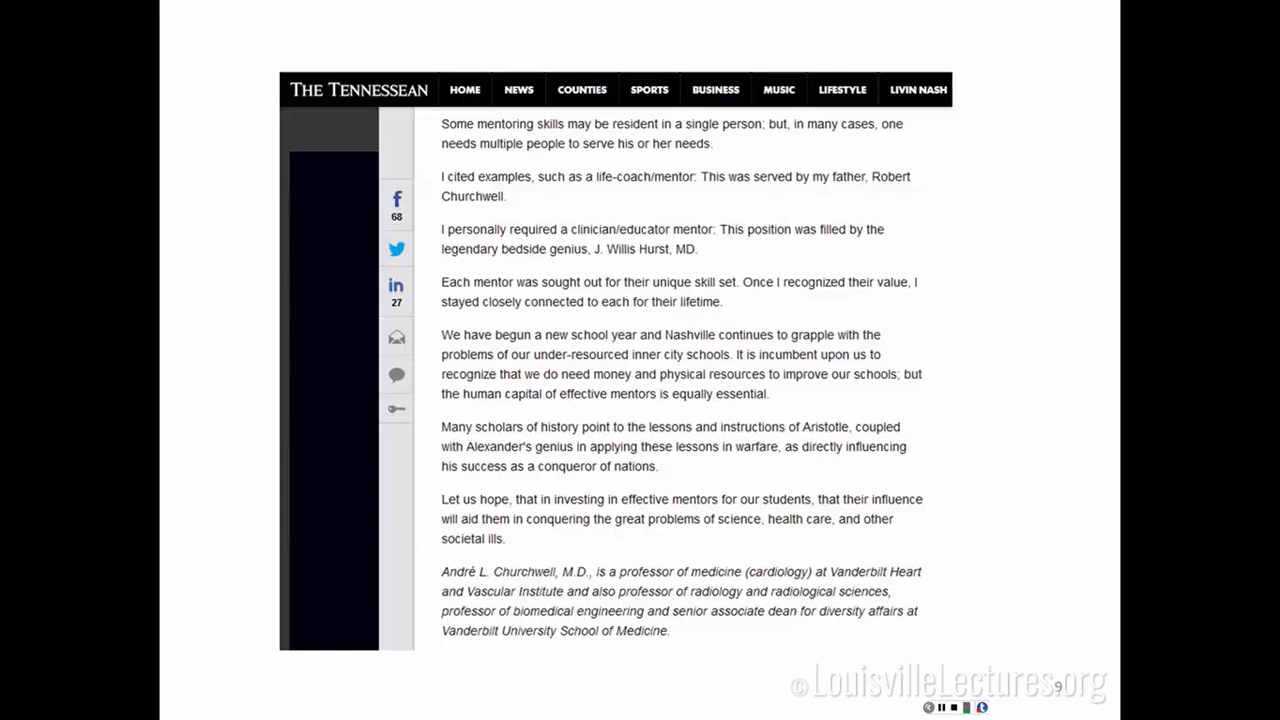 THE TENNESSEAN HOME NEWS COUNTIES SPORTS BUSINESS MUSIC LIFESTYLE LIVIN NASH
Some mentoring skills may be resident in a single person; but, in many cases, one
needs multiple people to serve his or her needs.
I cited examples, such as a life-coach/mentor: This was served by my father, Robert
Churchwell.
I personally required a clinician/educator mentor: This position was filled by the
legendary bedside genius, J. Willis Hurst, MD.
Each mentor was sought out for their unique skill set. Once I recognized their value, I
stayed closely connected to each for their lifetime.
We have begun a new school year and Nashville continues to grapple with the
problems of our under-resourced inner city schools. It is incumbent upon us to
recognize that we do need money and physical resources to improve our schools; but
the human capital of effective mentors is equally essential.
Many scholars of history point to the lessons and instructions of Aristotle, coupled
with Alexander's genius in applying these lessons in warfare, as directly influencing
his success as a conqueror of nations.
Let us hope, that in investing in effective mentors for our students, that their influence
will aid them in conquering the great problems of science, health care, and other
societal ills.
André L. Churchwell, M.D., is a professor of medicine (cardiology) at Vanderbilt Heart
and Vascular Institute and also professor of radiology and radiological sciences,
professor of biomedical engineering and senior associate dean for diversity affairs at
Vanderbilt University School of Medicine.
f
68
in
27
© LouisvilleLectures.org
9